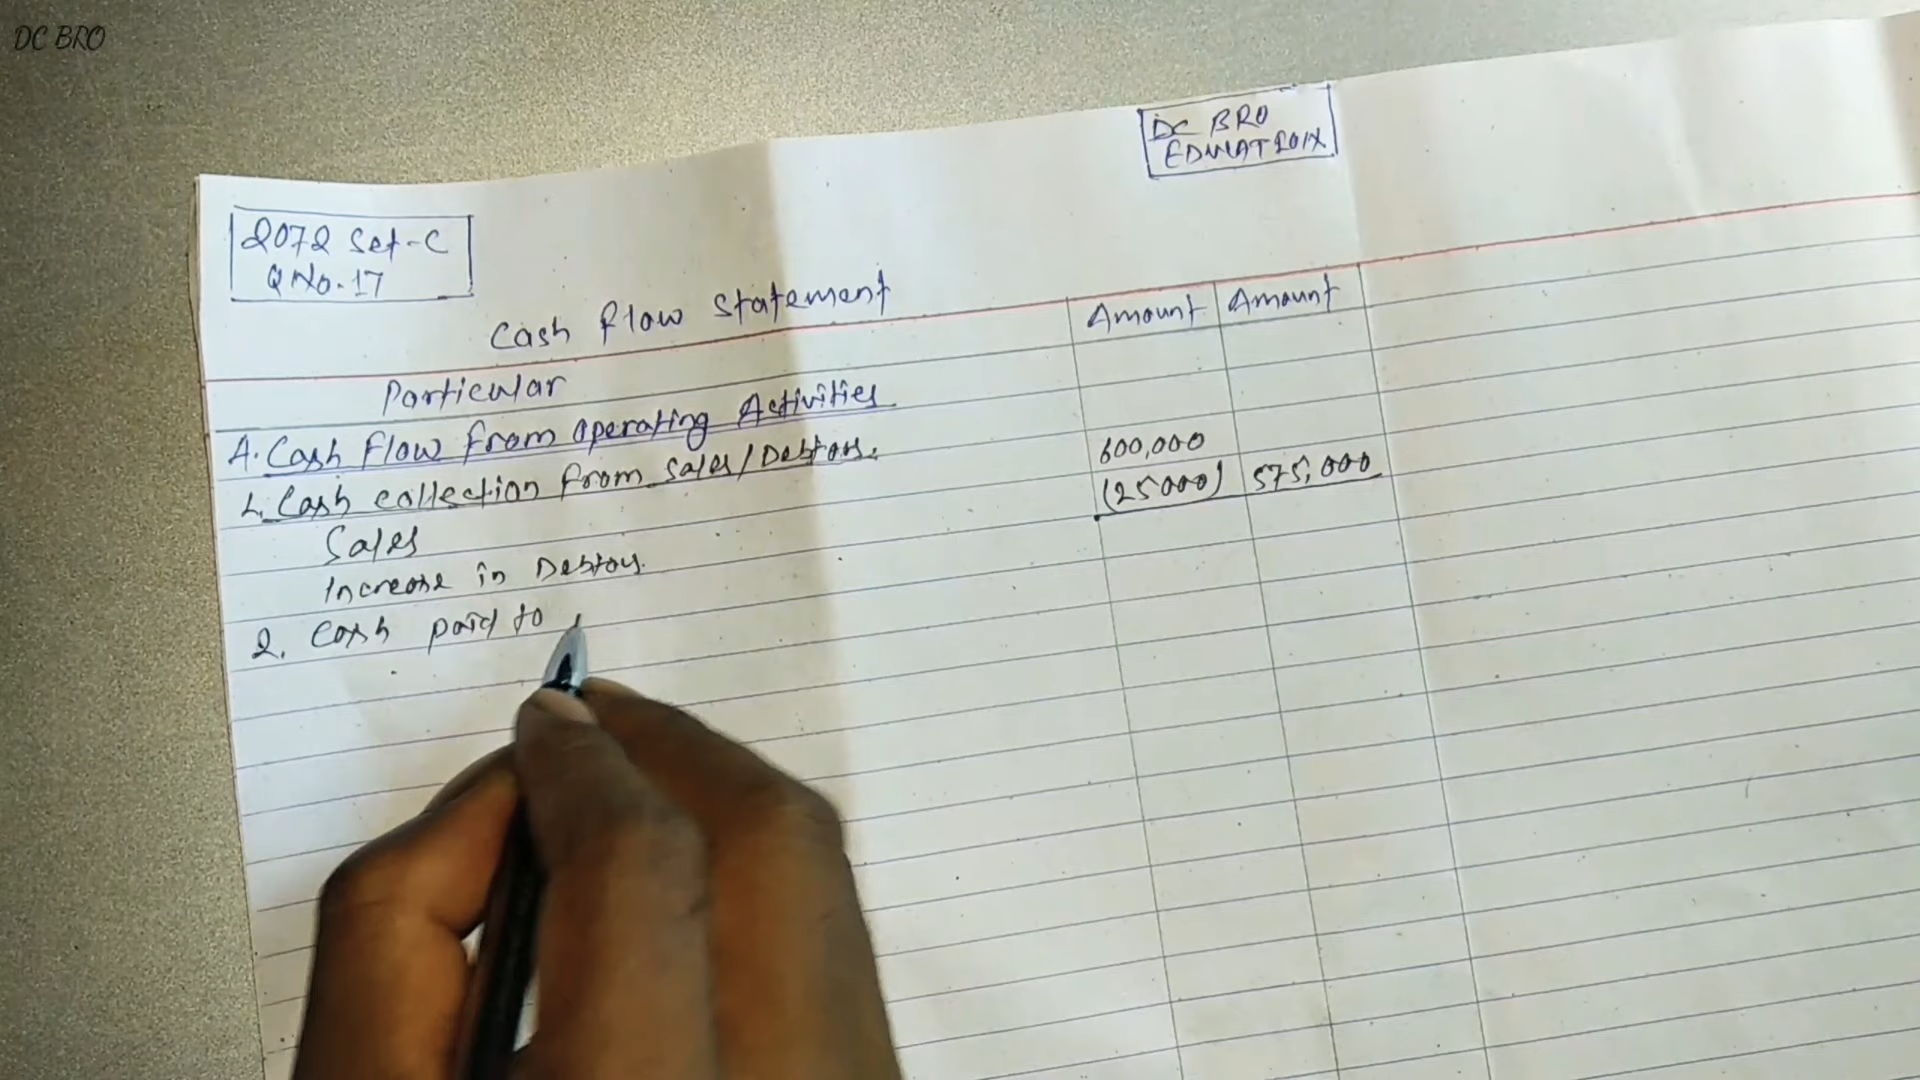 DC BRO
DC BRO
EDUCATROIX
2072 Set-C
Q No. 17
Cash flow statement
Particular
Amount
Amount
A. Cash flow from operating Activities
1. Cash collection from sales/Debtors.
Sales
600,000
Increase in Debtors.
(25000)
575,000
2. Cash paid to